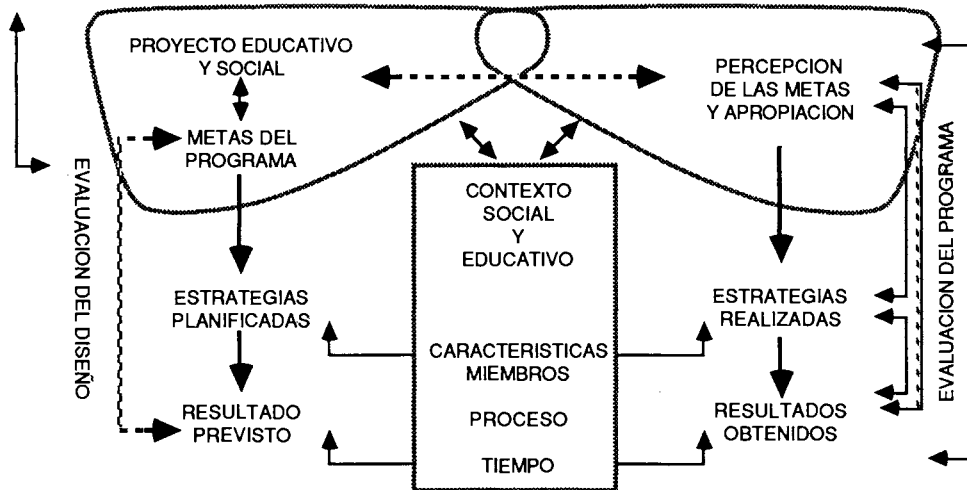 PROYECTO EDUCATIVO
Y SOCIAL
METAS DEL
PROGRAMA
ESTRATEGIAS
PLANIFICADAS
RESULTADO
PREVISTO
EVALUACION DEL DISEÑO
CONTEXTO
SOCIAL
Y
EDUCATIVO
CARACTERISTICAS
MIEMBROS
PROCESO
TIEMPO
PERCEPCION
DE LAS METAS
Y APROPIACION
ESTRATEGIAS
REALIZADAS
RESULTADOS
OBTENIDOS
EVALUACION DEL PROGRAMA